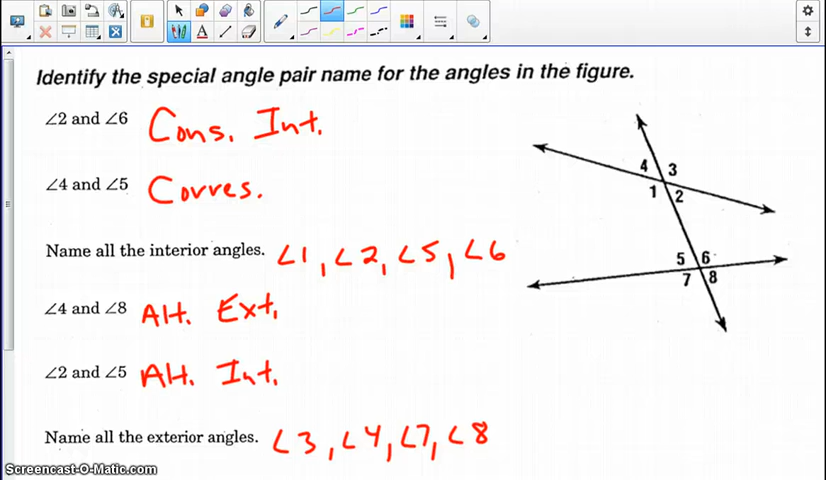 Identify the special angle pair name for the angles in the figure.
∠2 and ∠6 Cons. Int.
∠4 and ∠5 Corres.
Name all the interior angles. ∠1, ∠2, ∠5, ∠6
∠4 and ∠8 Alt. Ext.
∠2 and ∠5 Alt. Int.
Name all the exterior angles. ∠3, ∠4, ∠7, ∠8
4 3
1 2
5 6
7 8
Screencast-O-Matic.com